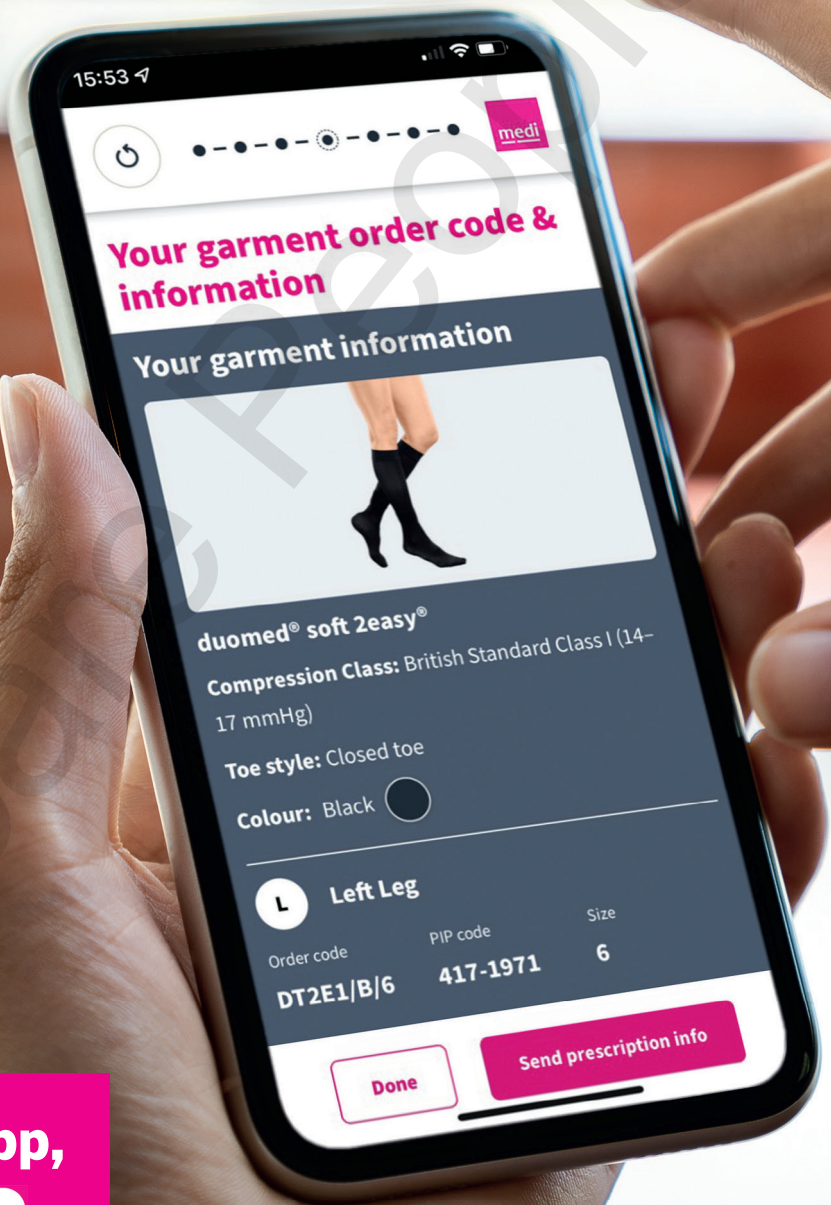 15:53
medi
Your garment order code &
information
Your garment information
duomed® soft 2easy®
Compression Class: British Standard Class I (14–
17 mmHg)
Toe style: Closed toe
Colour: Black
L Left Leg
Order code PIP code Size
DT2E1/B/6 417-1971 6
Done Send prescription info